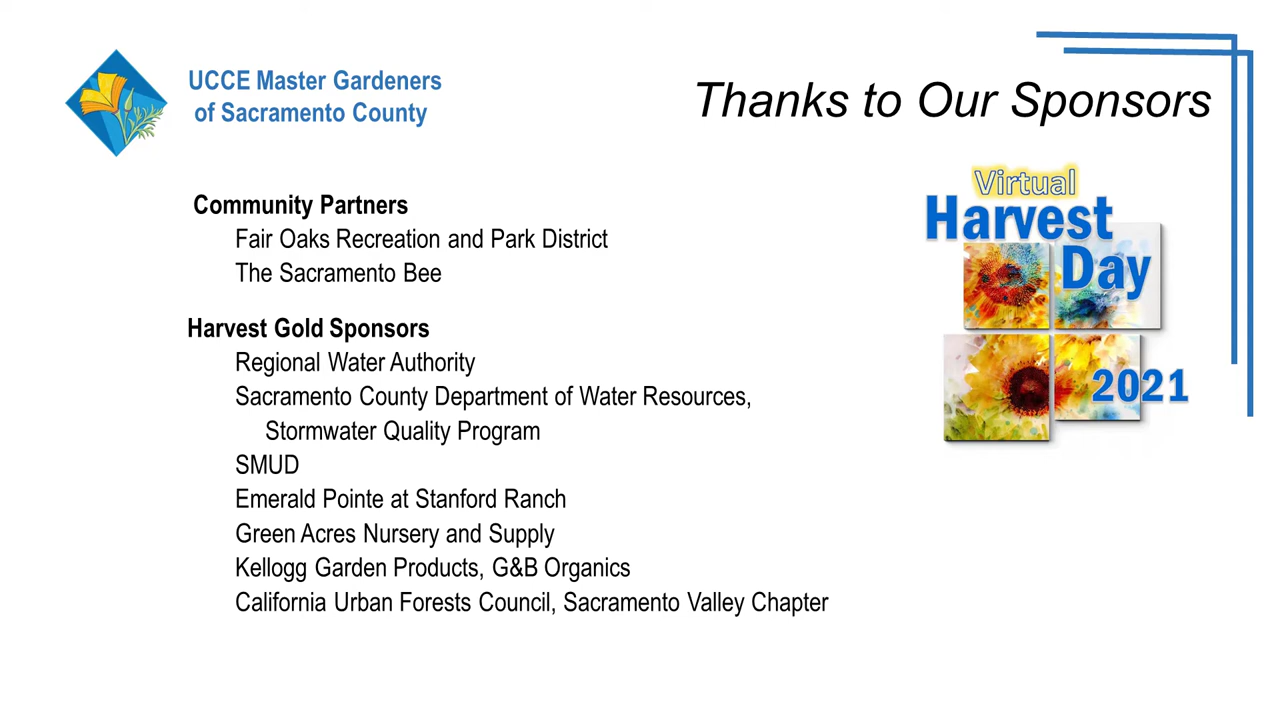 UCCE Master Gardeners
of Sacramento County
Thanks to Our Sponsors
Virtual
Harvest
Day
2021
Community Partners
Fair Oaks Recreation and Park District
The Sacramento Bee
Harvest Gold Sponsors
Regional Water Authority
Sacramento County Department of Water Resources,
Stormwater Quality Program
SMUD
Emerald Pointe at Stanford Ranch
Green Acres Nursery and Supply
Kellogg Garden Products, G&B Organics
California Urban Forests Council, Sacramento Valley Chapter